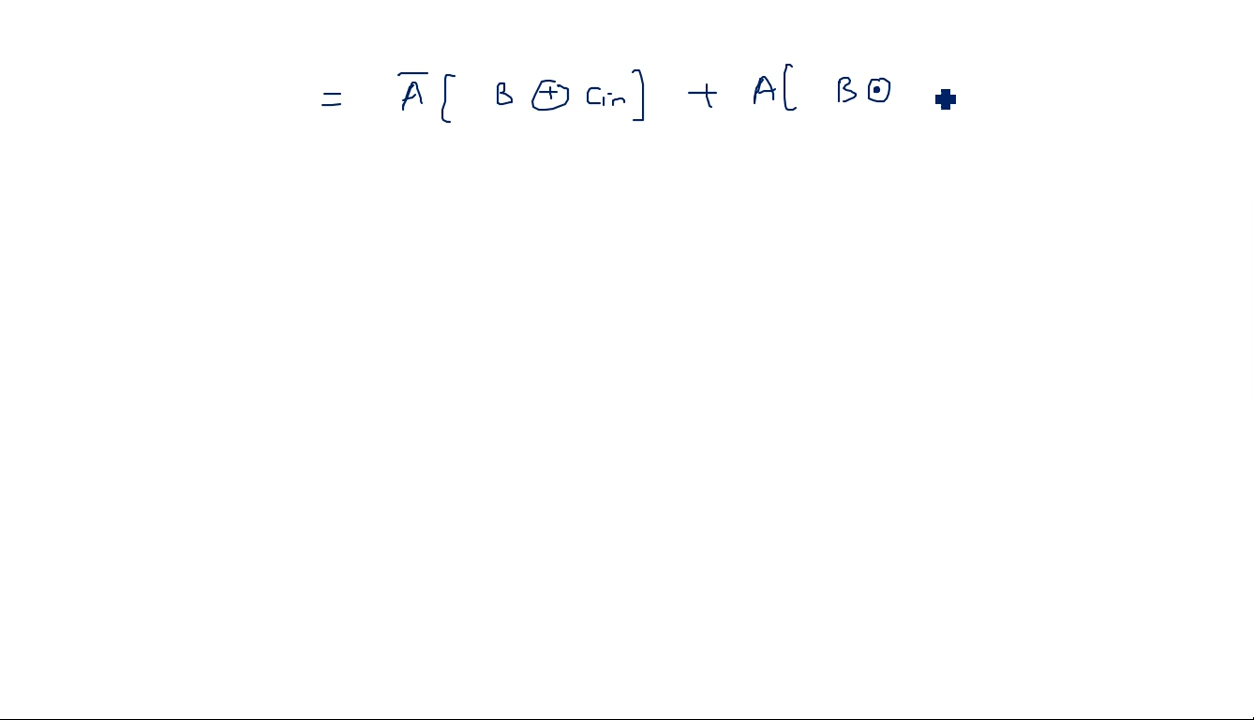 = A̅[ B ⊕ Cin] + A[ B ⊙